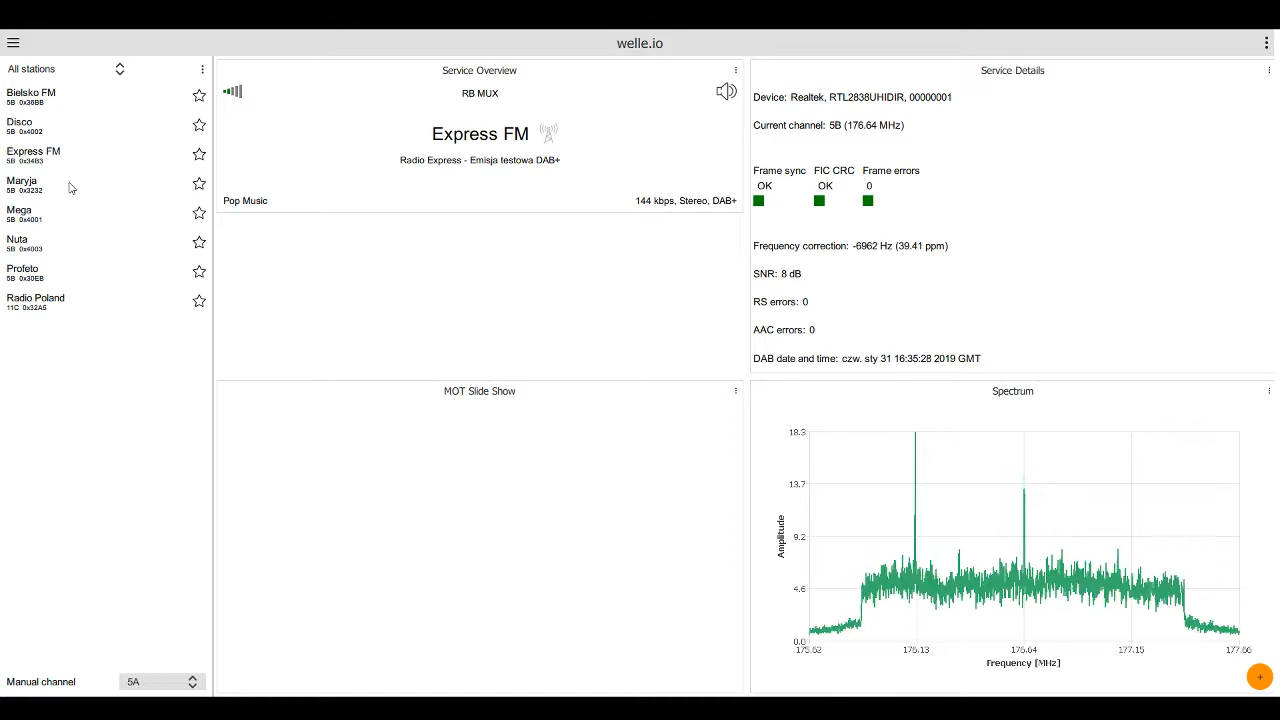 welle.io
All stations
Bielsko FM
5B 0x36BB
Disco
5B 0x4002
Express FM
5B 0x34B3
Maryja
5B 0x3232
Mega
5B 0x4001
Nuta
5B 0x4003
Profeto
5B 0x30EB
Radio Poland
11C 0x32A5
Manual channel
5A
Service Overview
RB MUX
Express FM
Radio Express - Emisja testowa DAB+
Pop Music
144 kbps, Stereo, DAB+
MOT Slide Show
Service Details
Device: Realtek, RTL2838UHIDIR, 00000001
Current channel: 5B (176.64 MHz)
Frame sync FIC CRC Frame errors
OK OK 0
Frequency correction: -6962 Hz (39.41 ppm)
SNR: 8 dB
RS errors: 0
AAC errors: 0
DAB date and time: czw. sty 31 16:35:28 2019 GMT
Spectrum
18.3
13.7
9.2
4.6
0.0
Amplitude
175.62 176.13 176.64 177.15 177.66
Frequency [MHz]
+